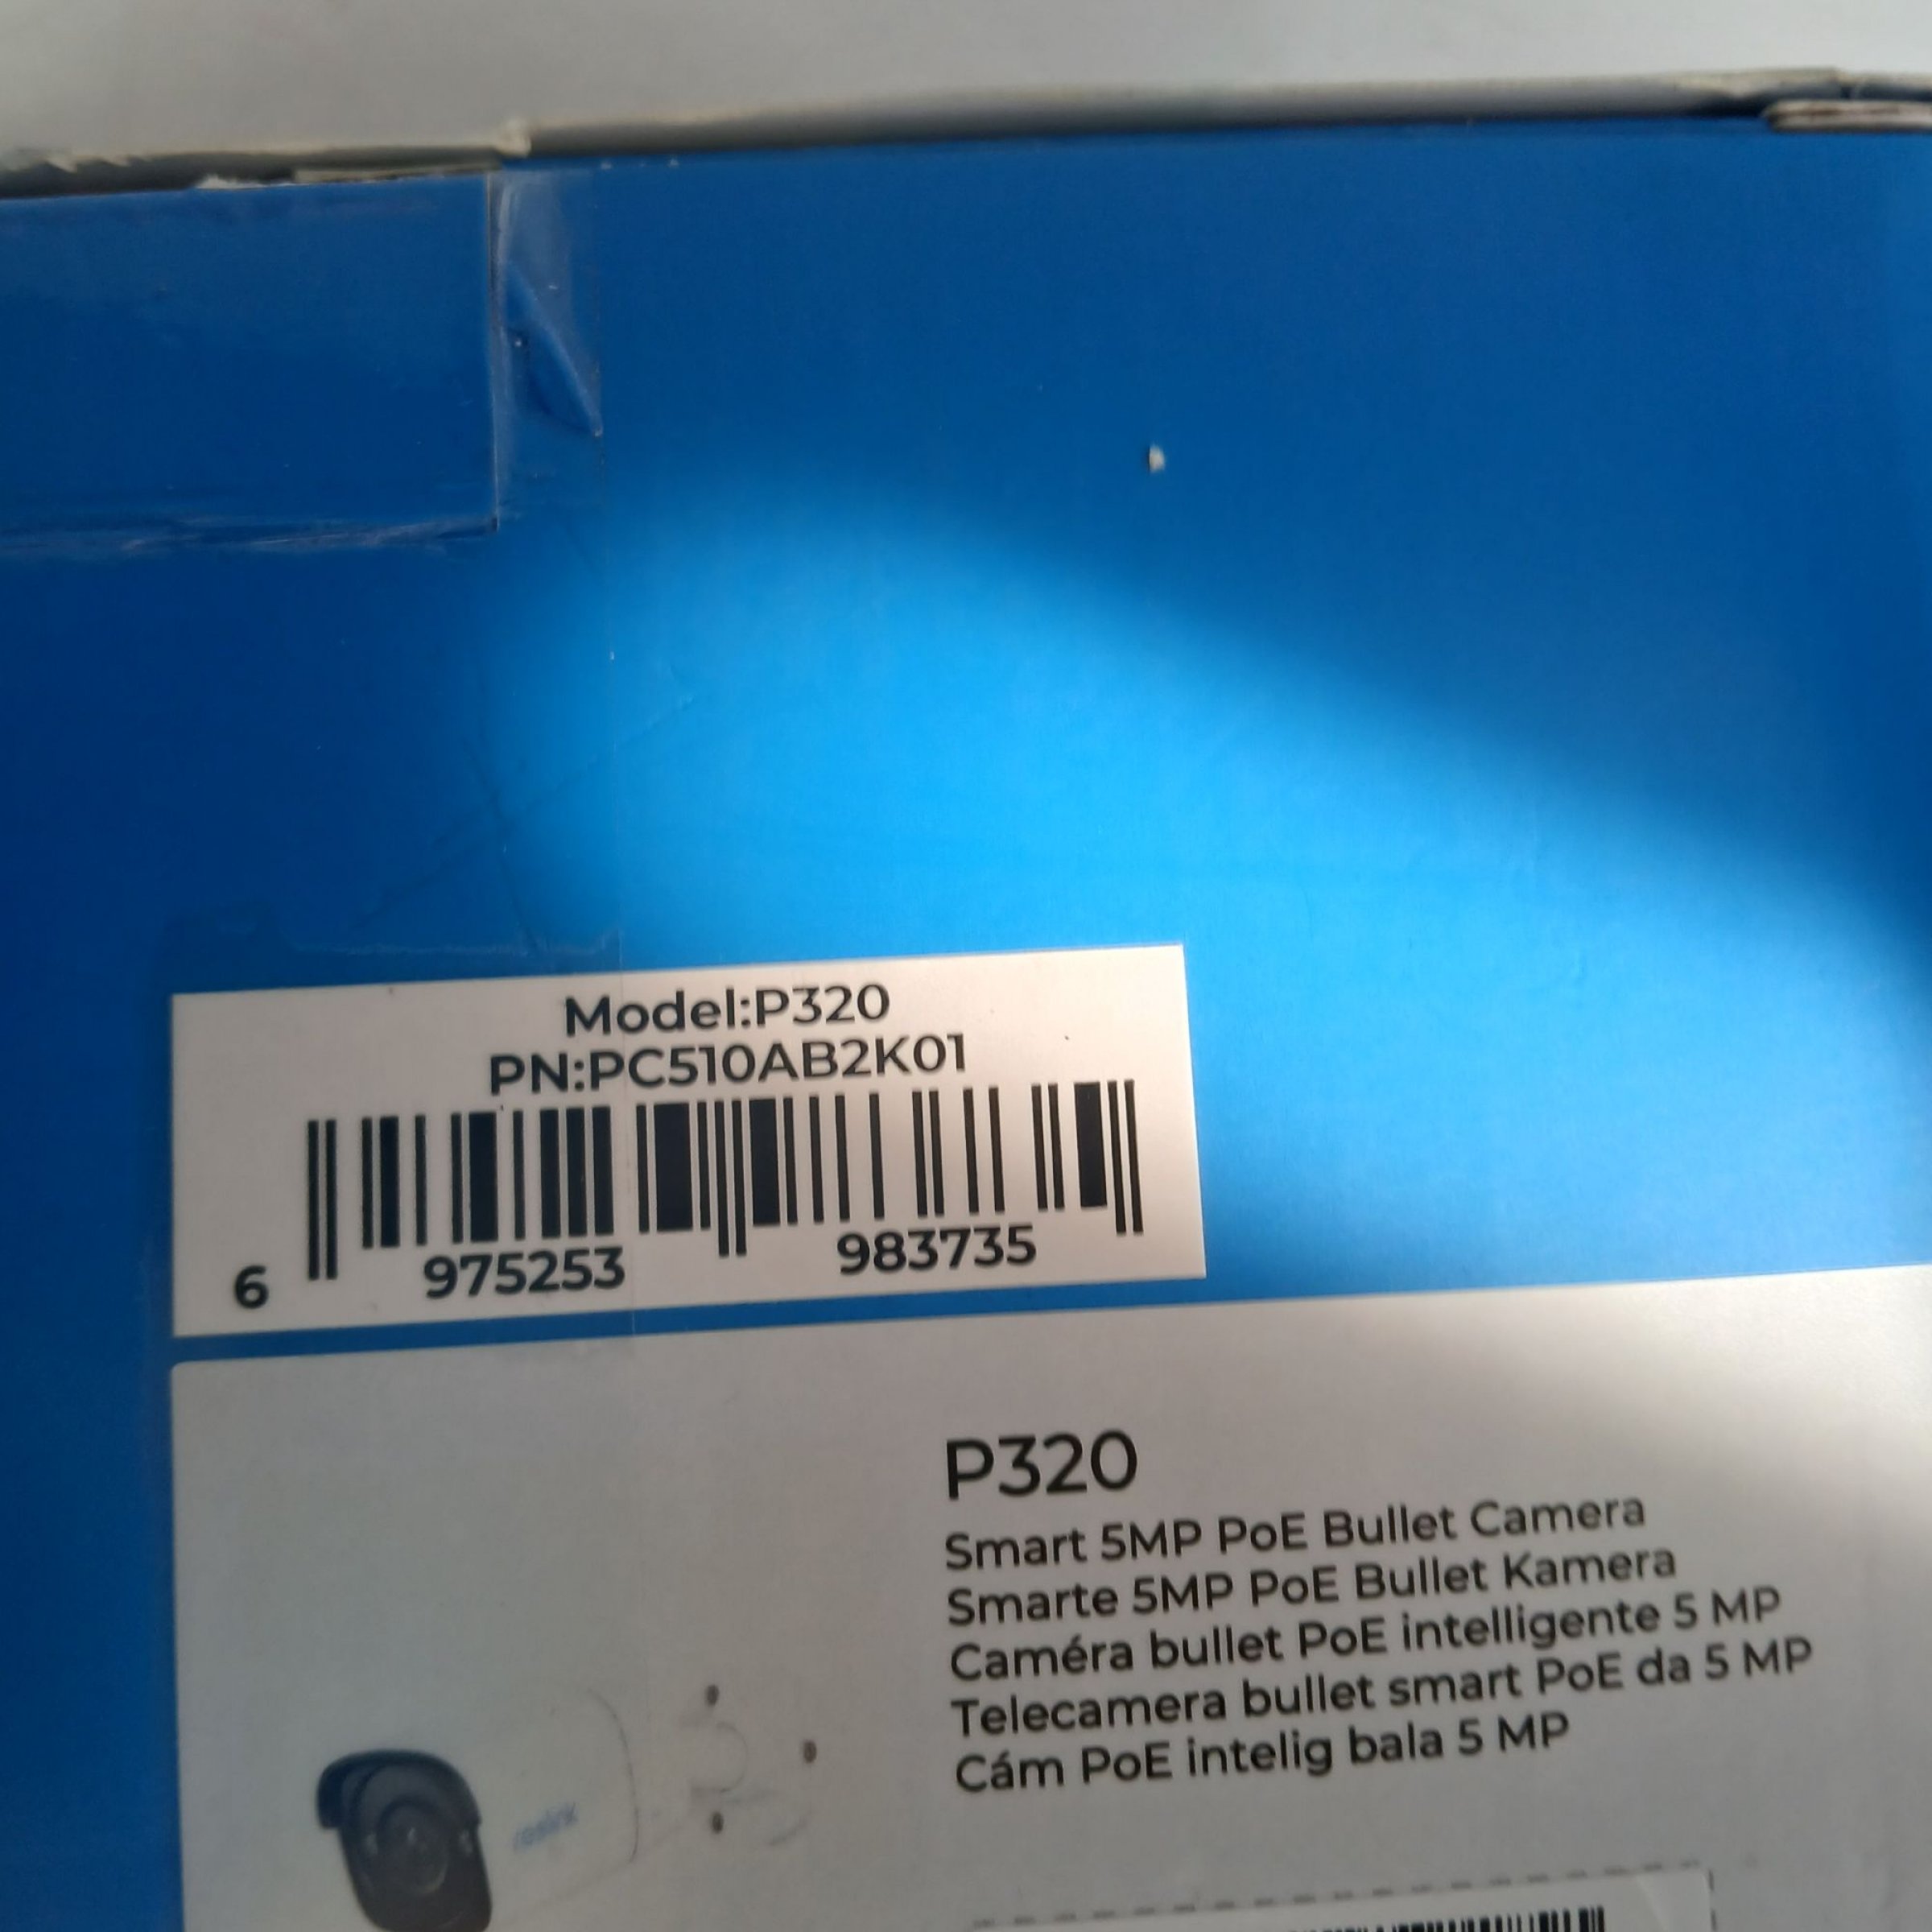 Model:P320
PN:PC510AB2K01
6 975253 983735
P320
Smart 5MP PoE Bullet Camera
Smarte 5MP PoE Bullet Kamera
Caméra bullet PoE intelligente 5 MP
Telecamera bullet smart PoE da 5 MP
Cám PoE intelig bala 5 MP